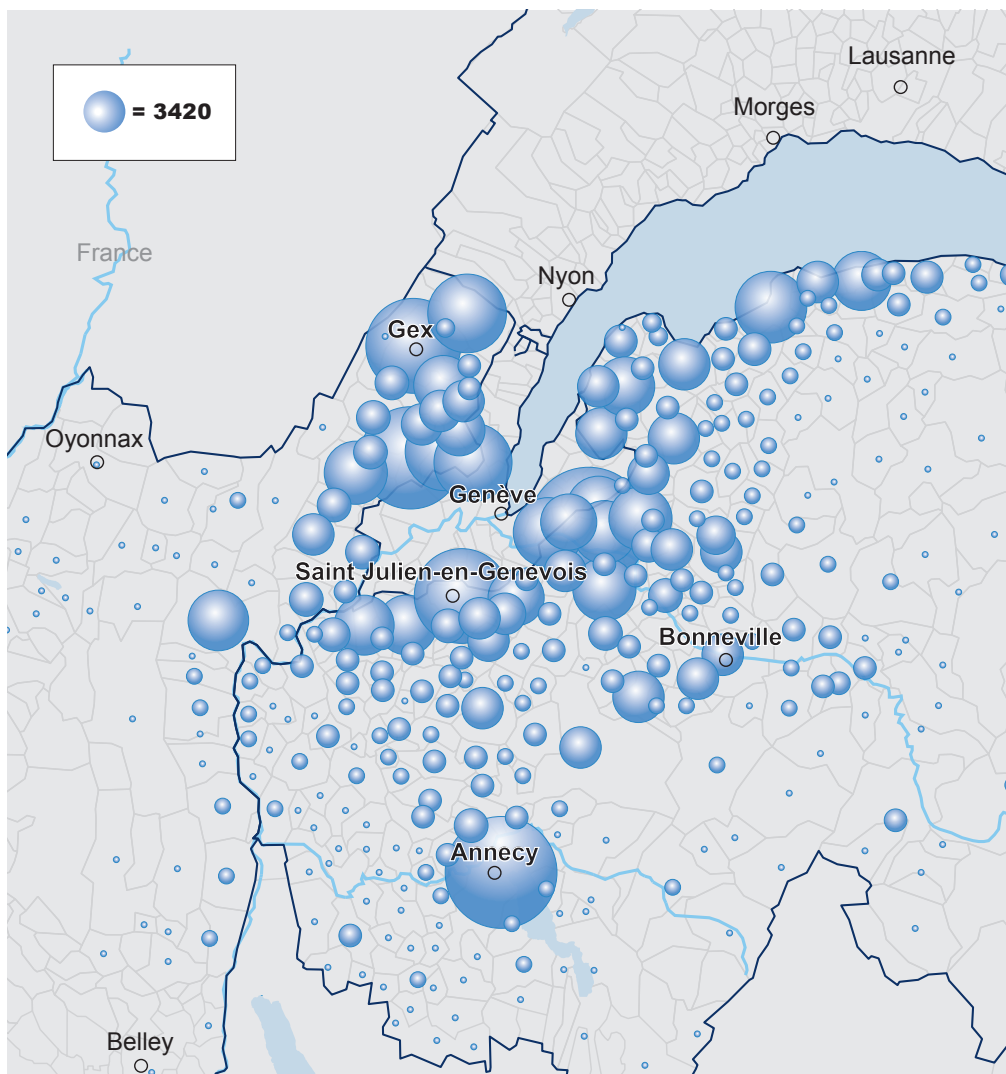 Lausanne
= 3420
Morges
France
Nyon
Gex
Oyonnax
Genève
Saint Julien-en-Genevois
Bonneville
Annecy
Belley